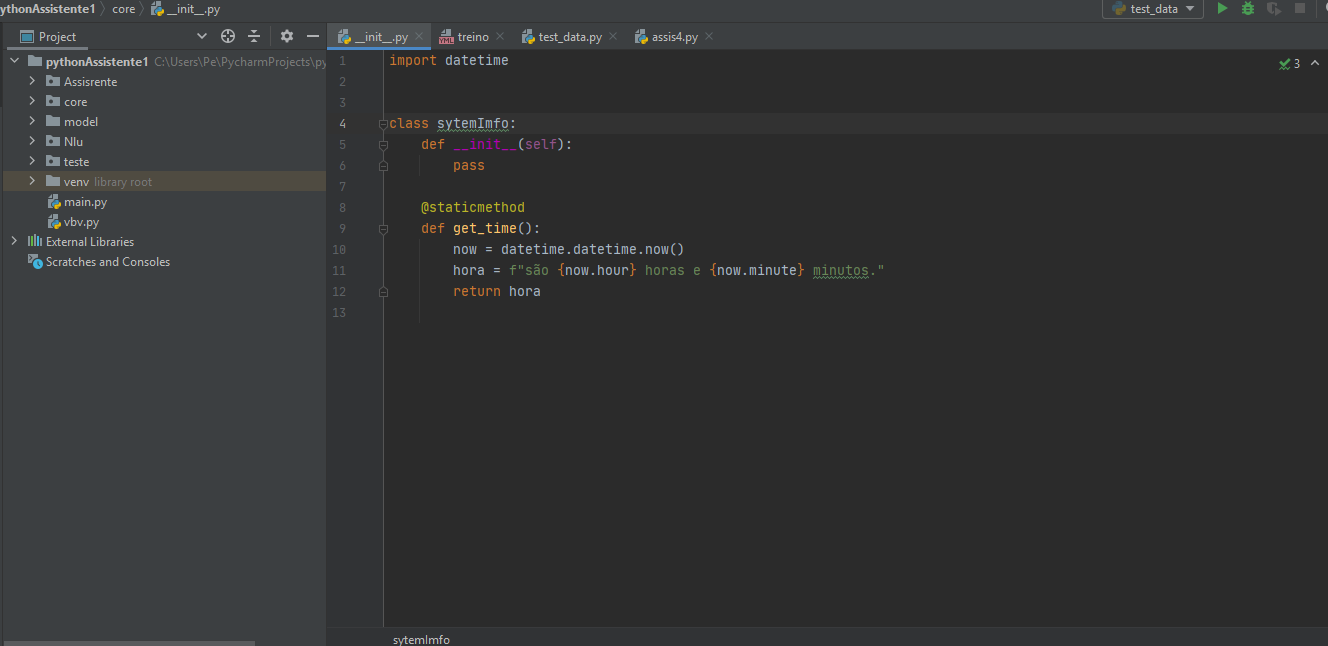 ythonAssistente1 core __init__.py test_data
Project
__init__.py treino test_data.py assis4.py
pythonAssistente1 C:\Users\Pe\PycharmProjects\py
Assisrente
core
model
Nlu
teste
venv library root
main.py
vbv.py
External Libraries
Scratches and Consoles
1 import datetime
3
2
3
4 class sytemImfo:
5 def __init__(self):
6 pass
7
8 @staticmethod
9 def get_time():
10 now = datetime.datetime.now()
11 hora = f"são {now.hour} horas e {now.minute} minutos."
12 return hora
13
sytemImfo